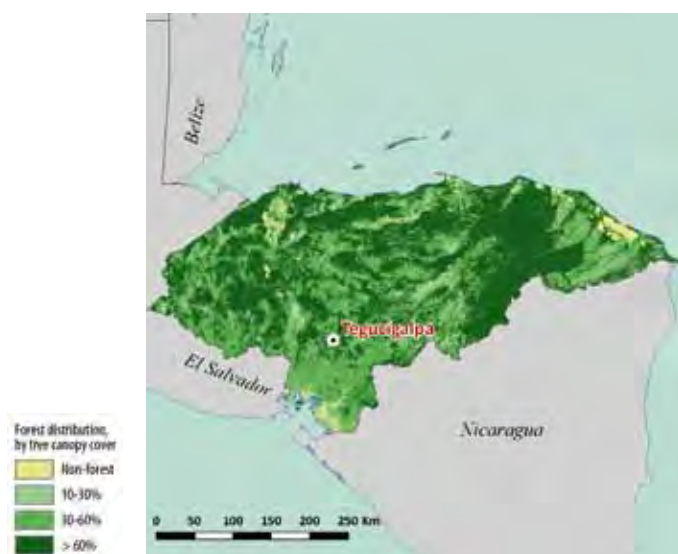 Belize
Tegucigalpa
El Salvador
Nicaragua
Forest distribution,
by tree canopy cover
Non-forest
10-30%
30-60%
> 60%
0 50 100 150 200 250 Km